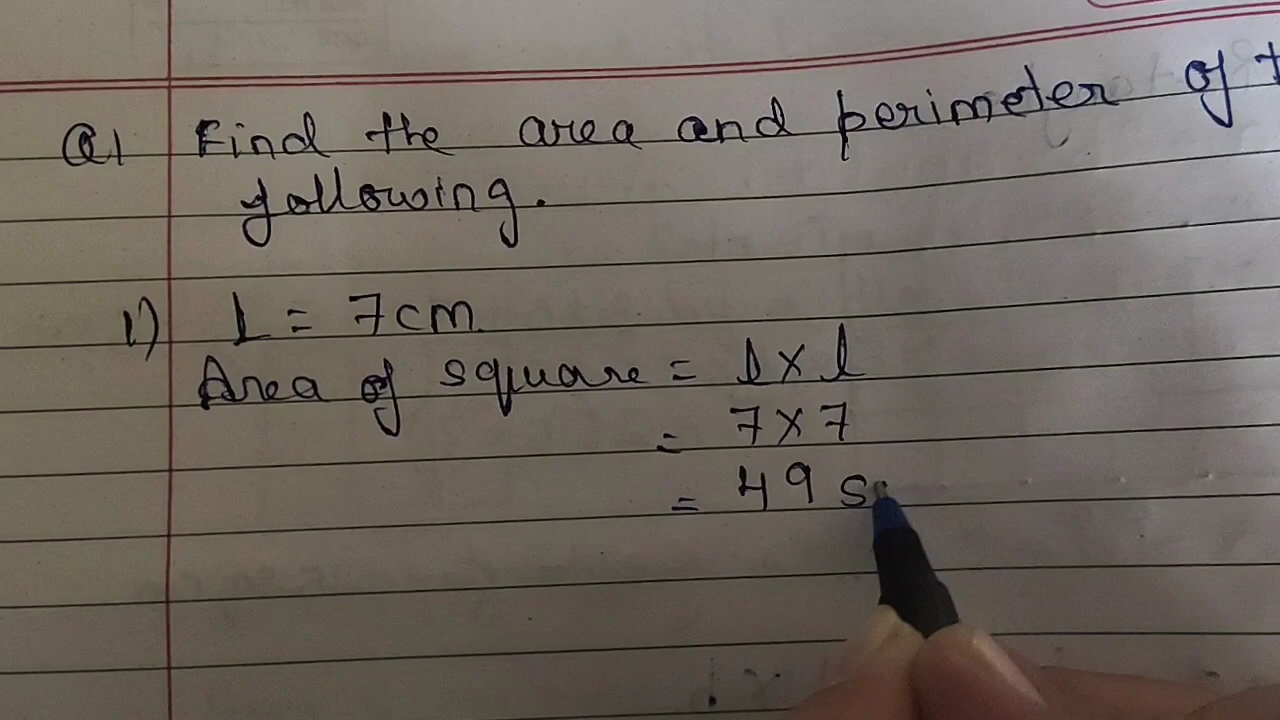 Q1 Find the area and perimeter of
following.
1) L = 7cm
Area of square = l × l
= 7 × 7
= 49 s